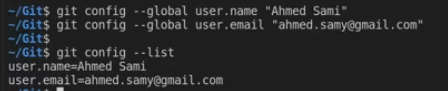 ~/Git$ git config --global user.name "Ahmed Sami"
~/Git$ git config --global user.email "ahmed.samy@gmail.com"
~/Git$
~/Git$ git config --list
user.name=Ahmed Sami
user.email=ahmed.samy@gmail.com
~/Git$